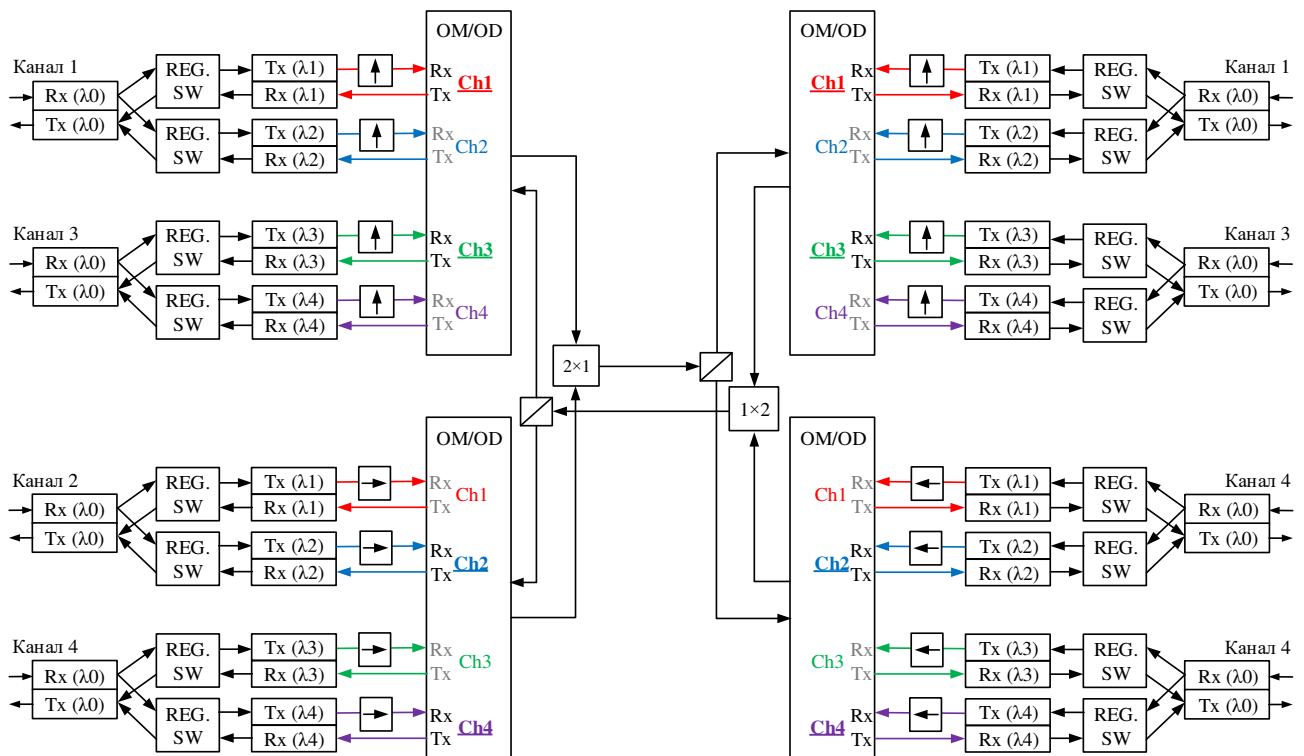 OM/OD
Канал 1
Rx (λ0)
Tx (λ0)
REG.
SW
Tx (λ1)
Rx (λ1)
Rx
Tx
Ch1
REG.
SW
Tx (λ2)
Rx (λ2)
Rx
Tx
Ch2
Канал 3
Rx (λ0)
Tx (λ0)
REG.
SW
Tx (λ3)
Rx (λ3)
Rx
Tx
Ch3
REG.
SW
Tx (λ4)
Rx (λ4)
Rx
Tx
Ch4
OM/OD
Ch1
Rx
Tx
Tx (λ1)
Rx (λ1)
REG.
SW
Канал 1
Rx (λ0)
Tx (λ0)
Ch2
Rx
Tx
Tx (λ2)
Rx (λ2)
REG.
SW
Ch3
Rx
Tx
Tx (λ3)
Rx (λ3)
REG.
SW
Канал 3
Rx (λ0)
Tx (λ0)
Ch4
Rx
Tx
Tx (λ4)
Rx (λ4)
REG.
SW
2×1
1×2
OM/OD
Канал 2
Rx (λ0)
Tx (λ0)
REG.
SW
Tx (λ1)
Rx (λ1)
Rx
Tx
Ch1
REG.
SW
Tx (λ2)
Rx (λ2)
Rx
Tx
Ch2
Канал 4
Rx (λ0)
Tx (λ0)
REG.
SW
Tx (λ3)
Rx (λ3)
Rx
Tx
Ch3
REG.
SW
Tx (λ4)
Rx (λ4)
Rx
Tx
Ch4
OM/OD
Ch1
Rx
Tx
Tx (λ1)
Rx (λ1)
REG.
SW
Канал 4
Rx (λ0)
Tx (λ0)
Ch2
Rx
Tx
Tx (λ2)
Rx (λ2)
REG.
SW
Ch3
Rx
Tx
Tx (λ3)
Rx (λ3)
REG.
SW
Канал 4
Rx (λ0)
Tx (λ0)
Ch4
Rx
Tx
Tx (λ4)
Rx (λ4)
REG.
SW